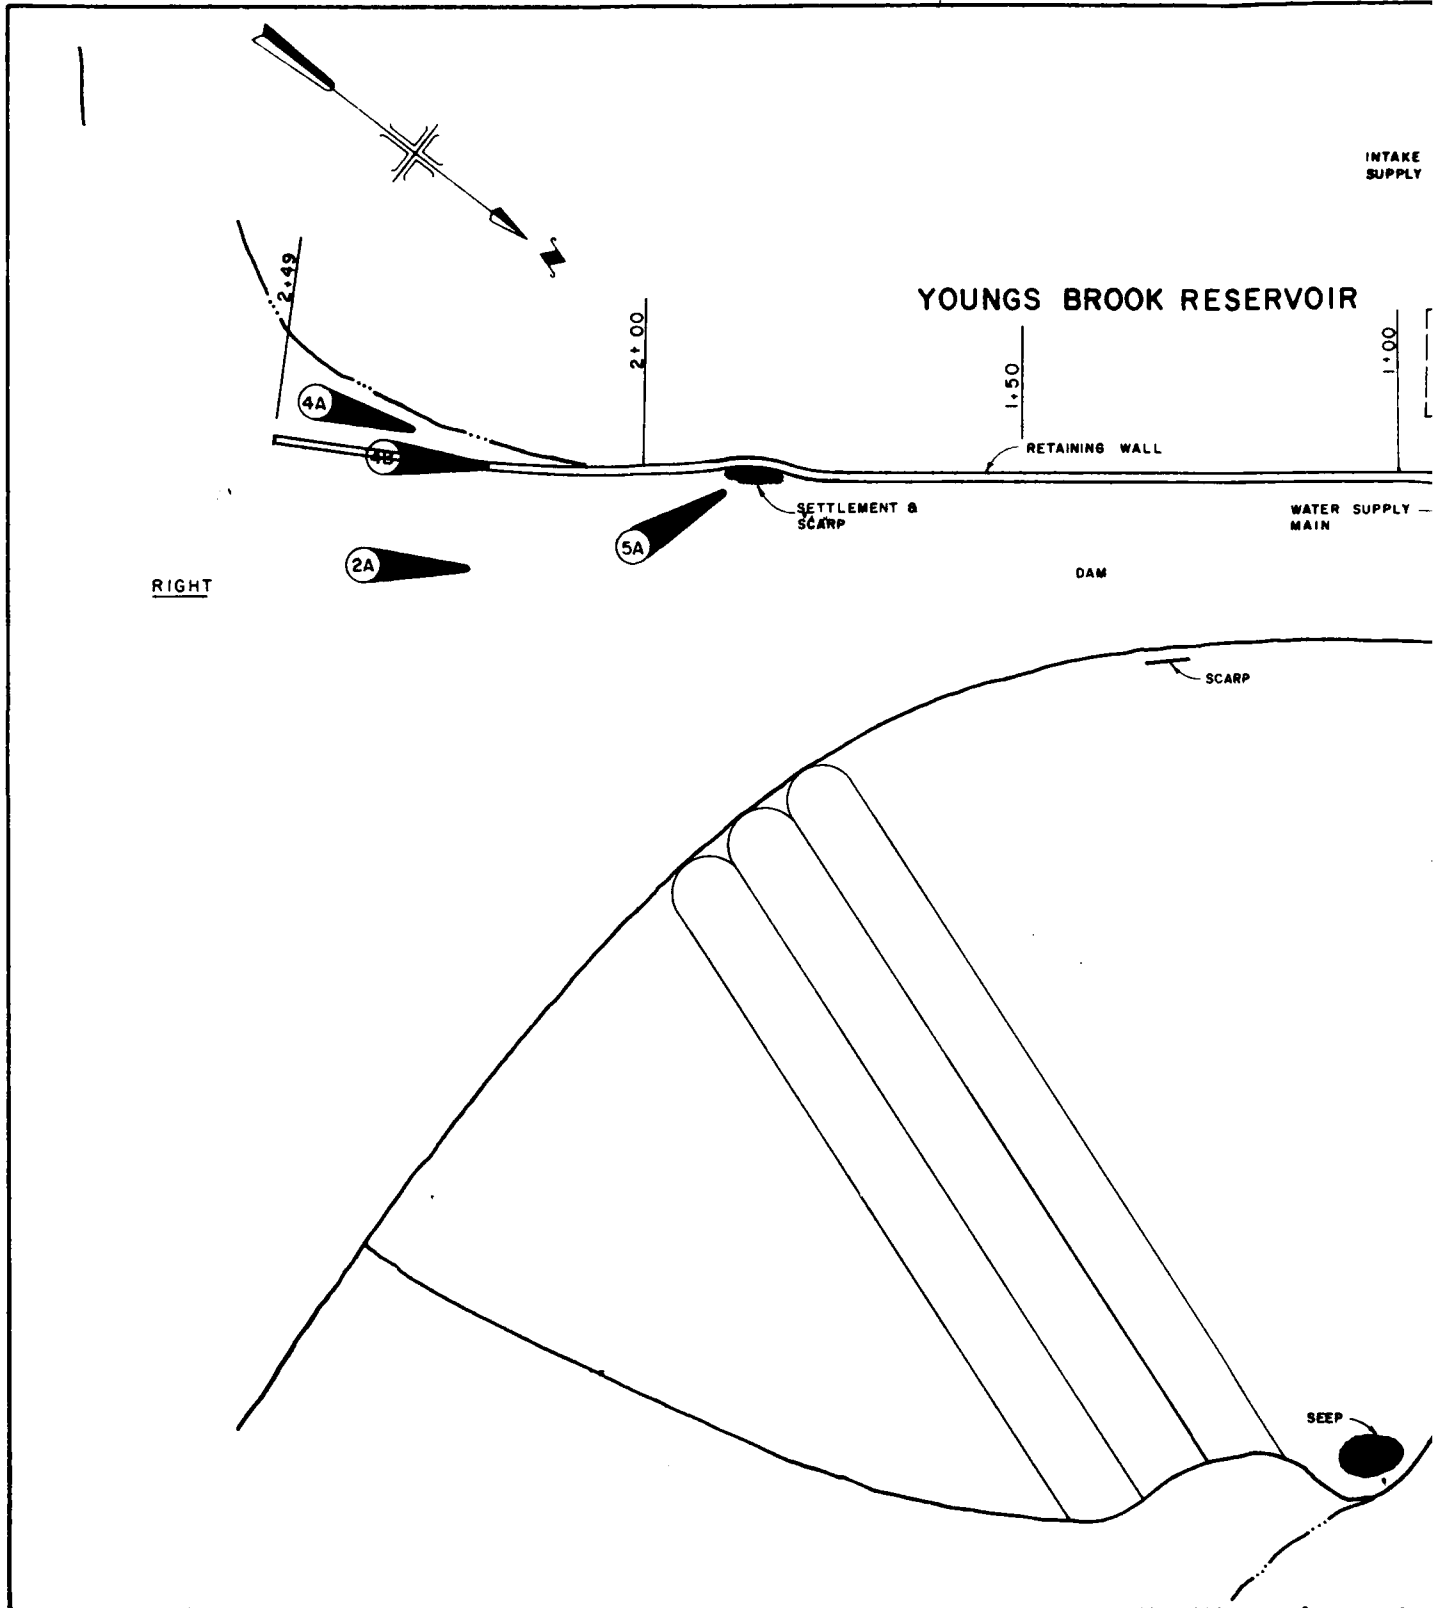 INTAKE
SUPPLY
N
YOUNGS BROOK RESERVOIR
2+49
2+00
1+50
1+00
4A
4B
RETAINING WALL
SETTLEMENT &
SCARP
WATER SUPPLY
MAIN
5A
2A
RIGHT
DAM
SCARP
SEEP